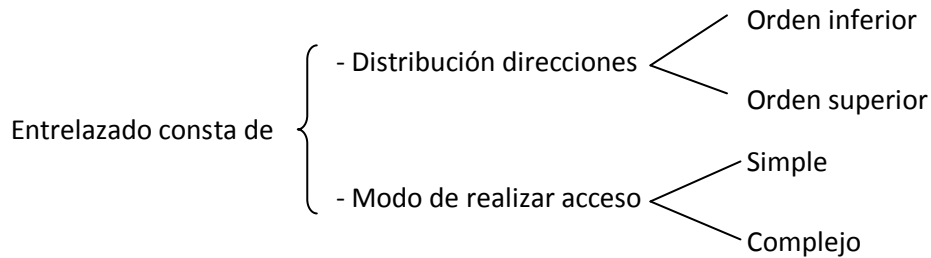 Orden inferior
- Distribución direcciones
Orden superior
Entrelazado consta de
Simple
- Modo de realizar acceso
Complejo